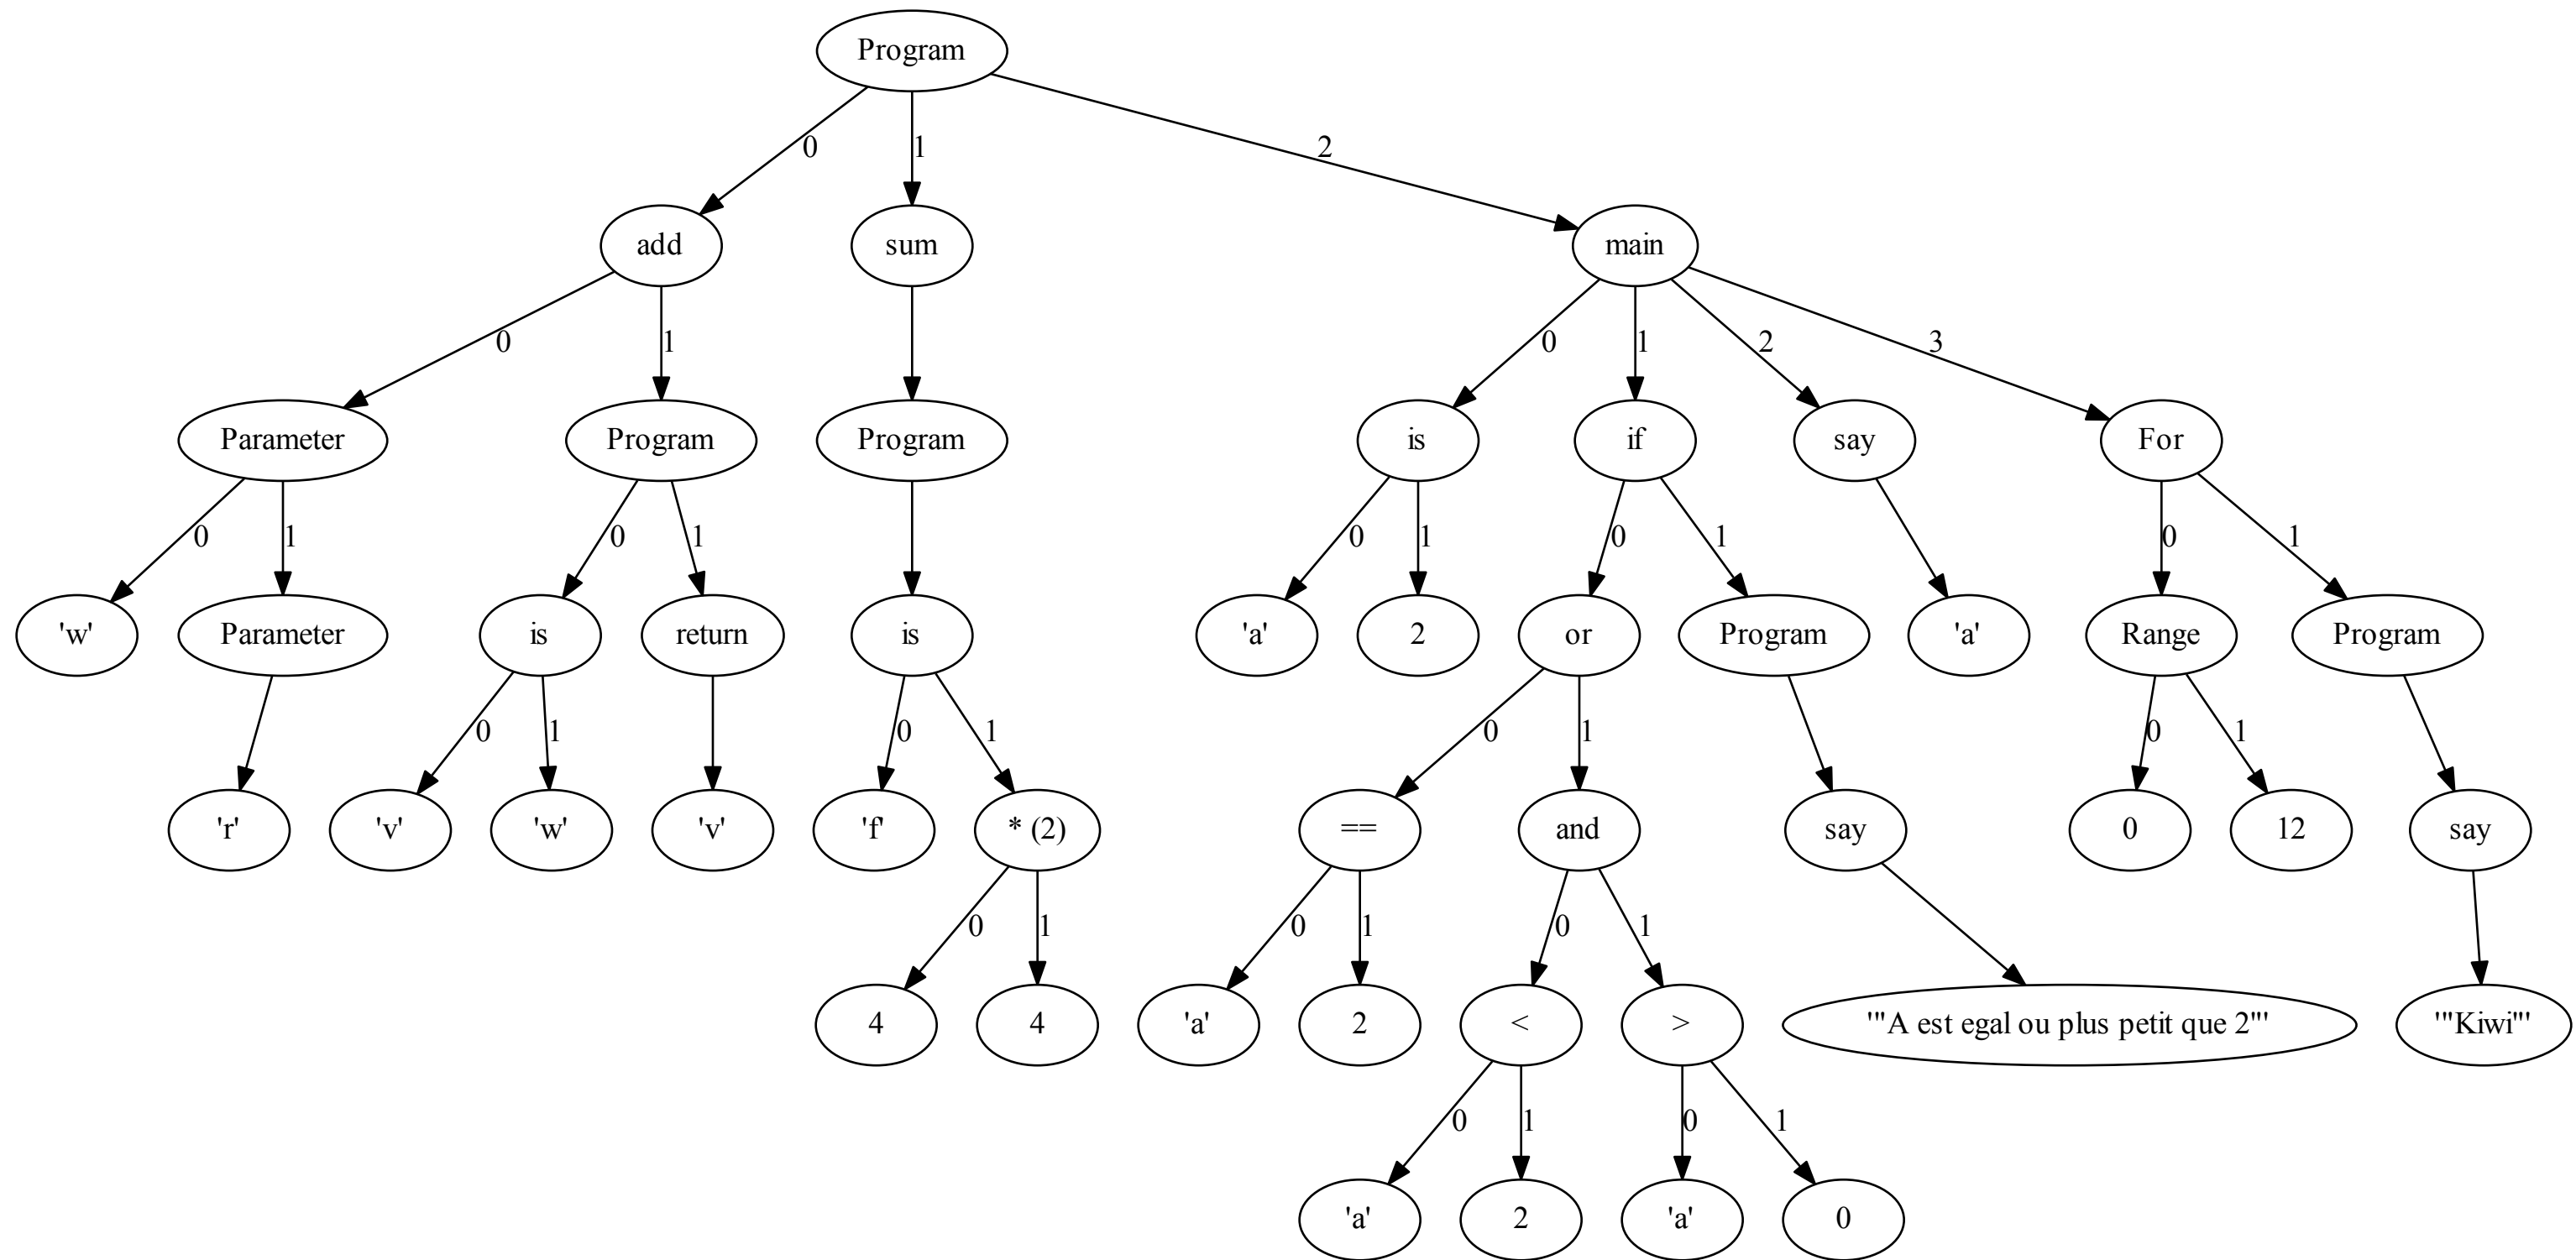 Program
0 1 2
add sum main
0 1 0 1 2 3
Parameter Program Program is if say For
0 1 0 1 0 1 0 1 0 1
'w' Parameter is return is 'a' 2 or Program 'a' Range Program
0 1 0 1 0 1 0 1
'r' 'v' 'w' 'v' 'f' * (2) == and say 0 12 say
0 1 0 1 0 1
4 4 'a' 2 < > '"A est egal ou plus petit que 2"' '"Kiwi"'
0 1 0 1
'a' 2 'a' 0